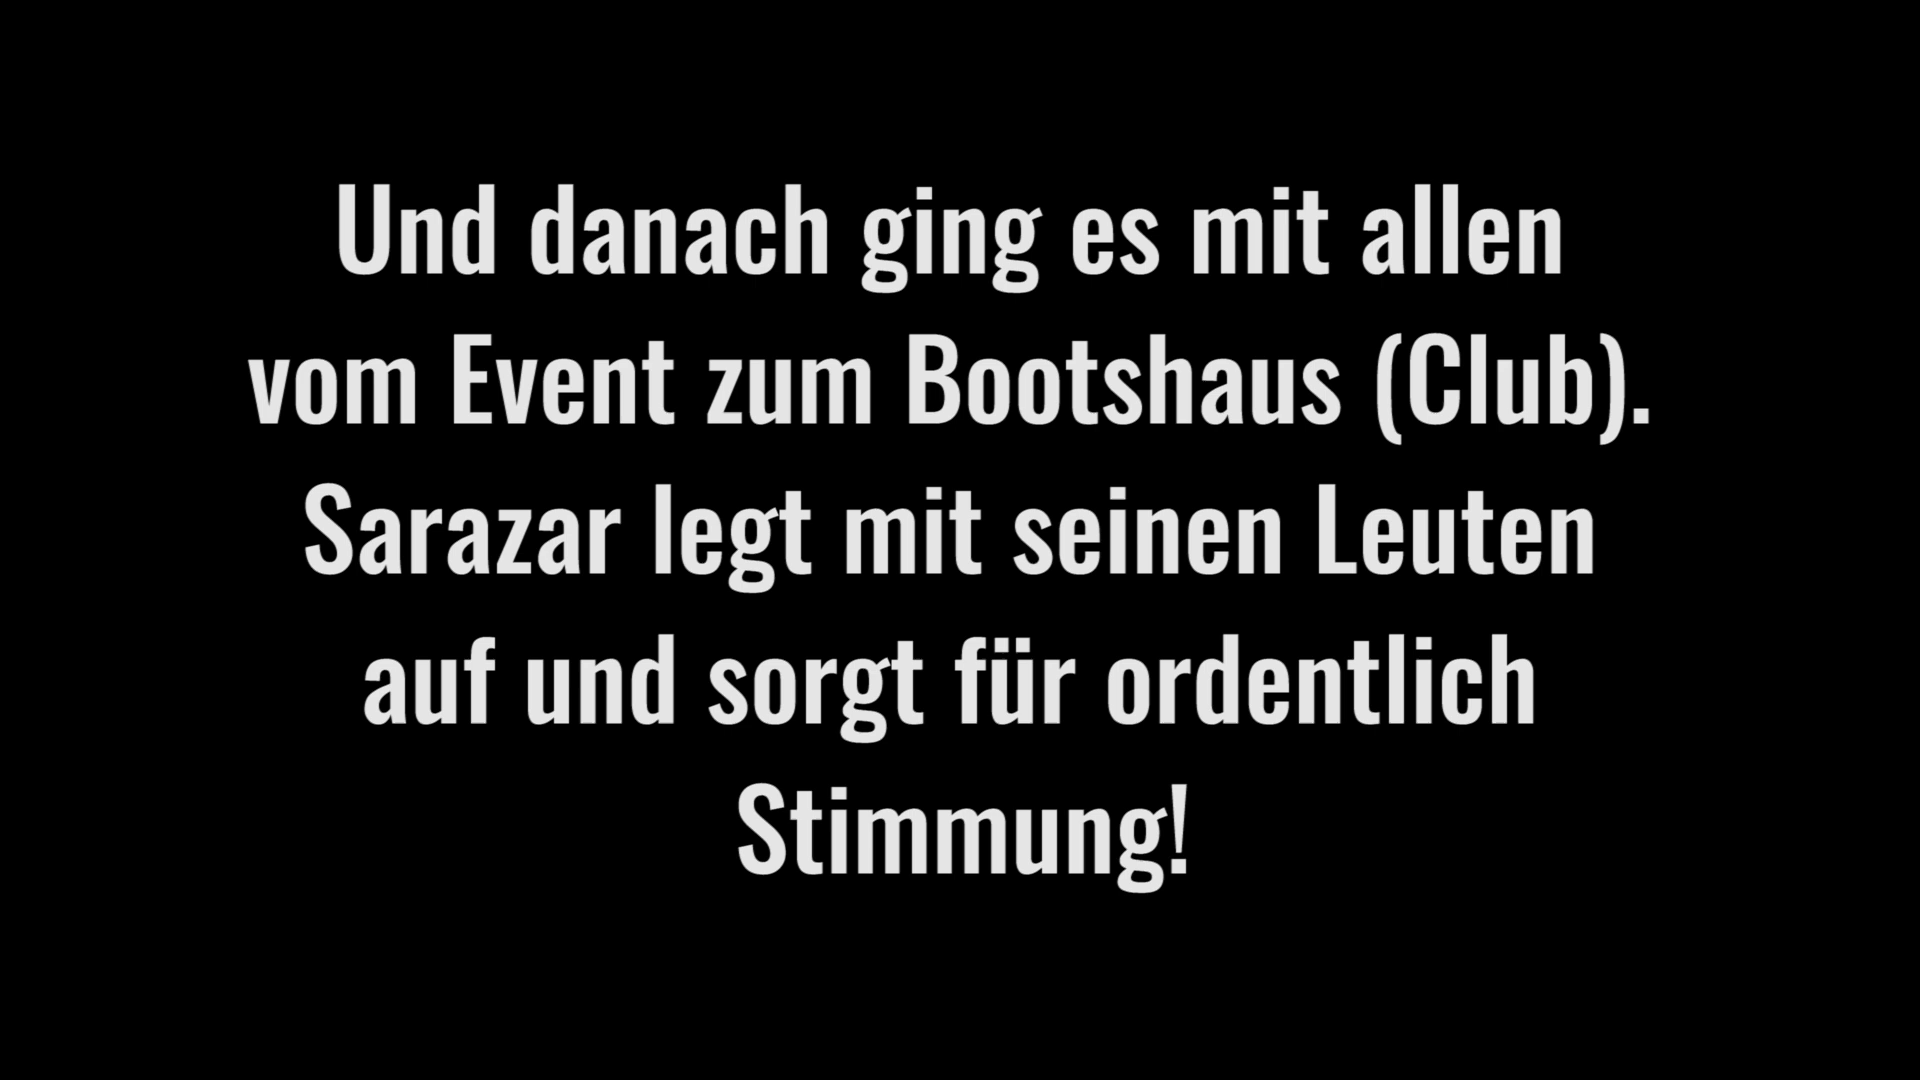 Und danach ging es mit allen
vom Event zum Bootshaus (Club).
Sarazar legt mit seinen Leuten
auf und sorgt für ordentlich
Stimmung!